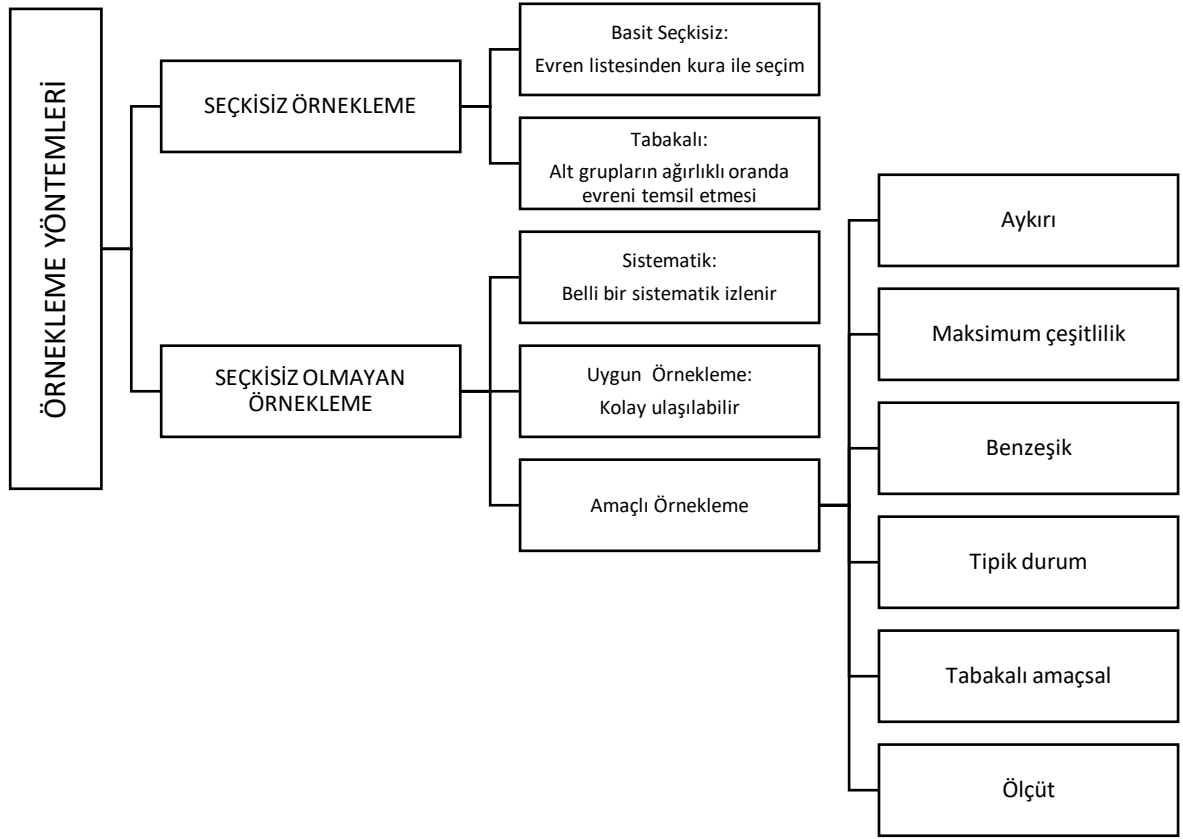 ÖRNEKLEME YÖNTEMLERİ
SEÇKİSİZ ÖRNEKLEME
Basit Seçkisiz:
Evren listesinden kura ile seçim
Tabakalı:
Alt grupların ağırlıklı oranda
evreni temsil etmesi
SEÇKİSİZ OLMAYAN
ÖRNEKLEME
Sistematik:
Belli bir sistematik izlenir
Uygun Örnekleme:
Kolay ulaşılabilir
Amaçlı Örnekleme
Aykırı
Maksimum çeşitlilik
Benzeşik
Tipik durum
Tabakalı amaçsal
Ölçüt